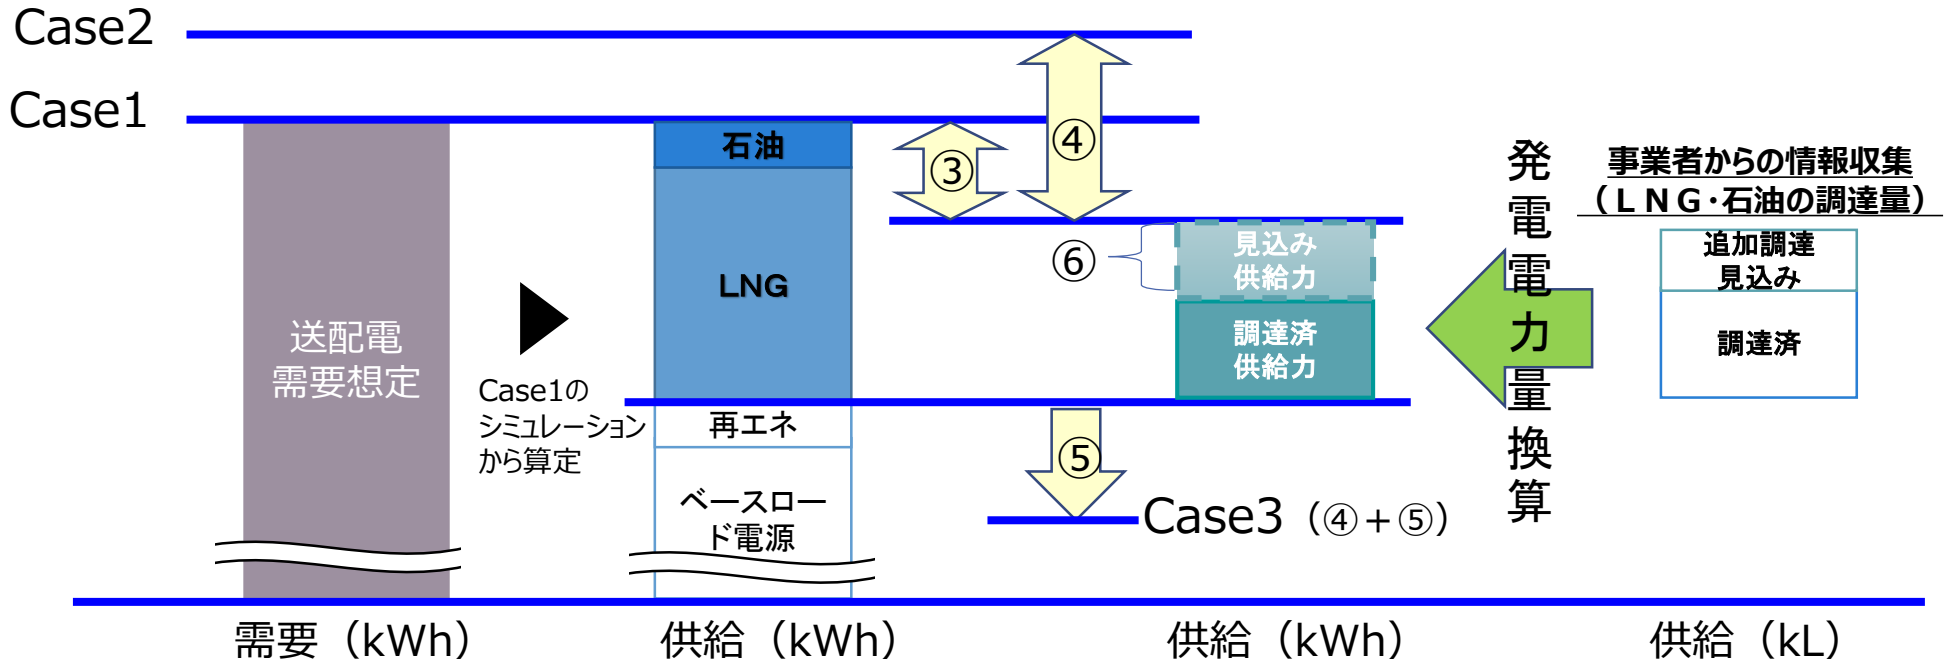 Case2
Case1
送配電
需要想定
Case1の
シミュレーション
から算定
石油
LNG
再エネ
ベースロー
ド電源
③
④
⑥
⑤
Case3（④＋⑤）
見込み
供給力
調達済
供給力
発電電力量換算
事業者からの情報収集
（ＬＮＧ・石油の調達量）
追加調達
見込み
調達済
需要（kWh）
供給（kWh）
供給（kWh）
供給（kL）